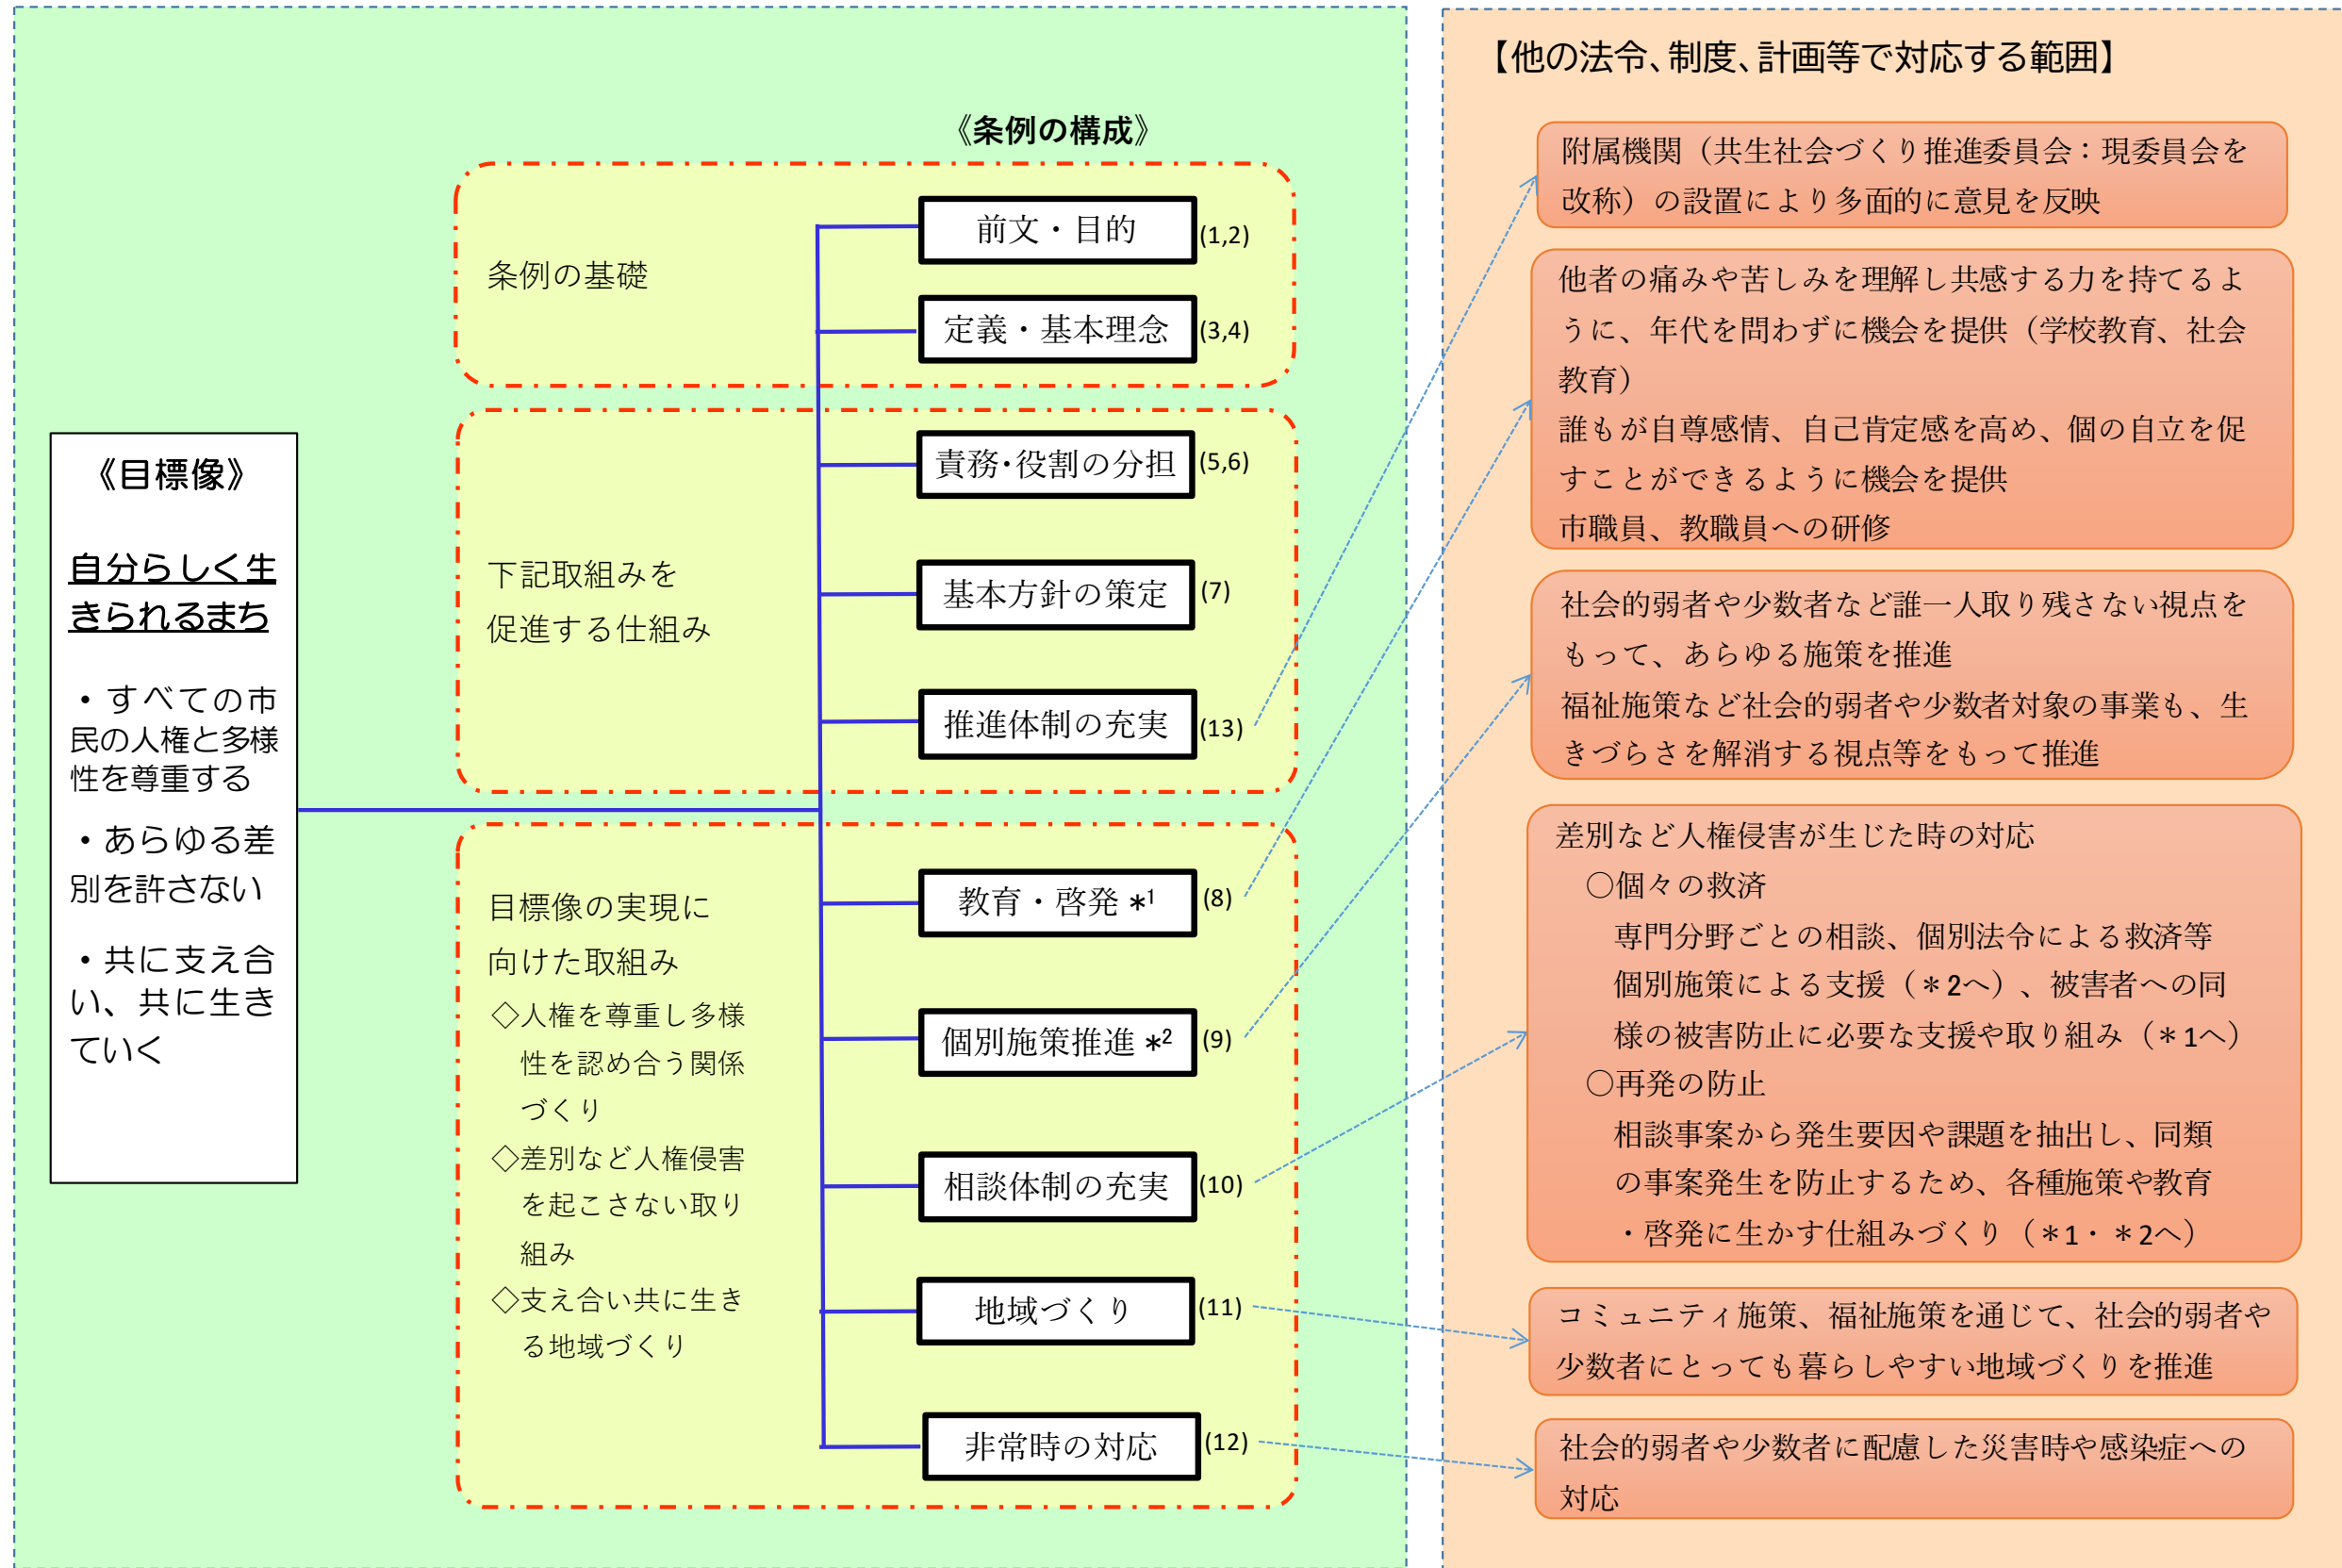 《目標像》
自分らしく生
きられるまち
・すべての市
民の人権と多様
性を尊重する
・あらゆる差
別を許さない
・共に支え合
い、共に生き
ていく
《条例の構成》
条例の基礎
前文・目的 (1,2)
定義・基本理念 (3,4)
下記取組みを
促進する仕組み
責務・役割の分担 (5,6)
基本方針の策定 (7)
推進体制の充実 (13)
目標像の実現に
向けた取組み
◇人権を尊重し多様
性を認め合う関係
づくり
◇差別など人権侵害
を起こさない取り
組み
◇支え合い共に生き
る地域づくり
教育・啓発 *1 (8)
個別施策推進 *2 (9)
相談体制の充実 (10)
地域づくり (11)
非常時の対応 (12)
【他の法令、制度、計画等で対応する範囲】
附属機関（共生社会づくり推進委員会：現委員会を
改称）の設置により多面的に意見を反映
他者の痛みや苦しみを理解し共感する力を持てるよ
うに、年代を問わずに機会を提供（学校教育、社会
教育）
誰もが自尊感情、自己肯定感を高め、個の自立を促
すことができるように機会を提供
市職員、教職員への研修
社会的弱者や少数者など誰一人取り残さない視点を
もって、あらゆる施策を推進
福祉施策など社会的弱者や少数者対象の事業も、生
きづらさを解消する視点等をもって推進
差別など人権侵害が生じた時の対応
○個々の救済
専門分野ごとの相談、個別法令による救済等
個別施策による支援（＊2へ）、被害者への同
様の被害防止に必要な支援や取り組み（＊1へ）
○再発の防止
相談事案から発生要因や課題を抽出し、同類
の事案発生を防止するため、各種施策や教育
・啓発に生かす仕組みづくり（＊1・＊2へ）
コミュニティ施策、福祉施策を通じて、社会的弱者や
少数者にとっても暮らしやすい地域づくりを推進
社会的弱者や少数者に配慮した災害時や感染症への
対応